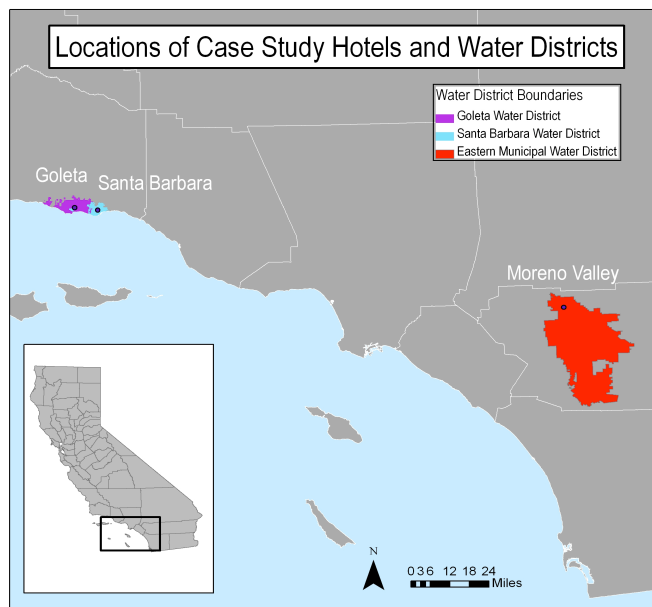 Locations of Case Study Hotels and Water Districts
Water District Boundaries
Goleta Water District
Santa Barbara Water District
Eastern Municipal Water District
Goleta
Santa Barbara
Moreno Valley
N
0 3 6 12 18 24
Miles